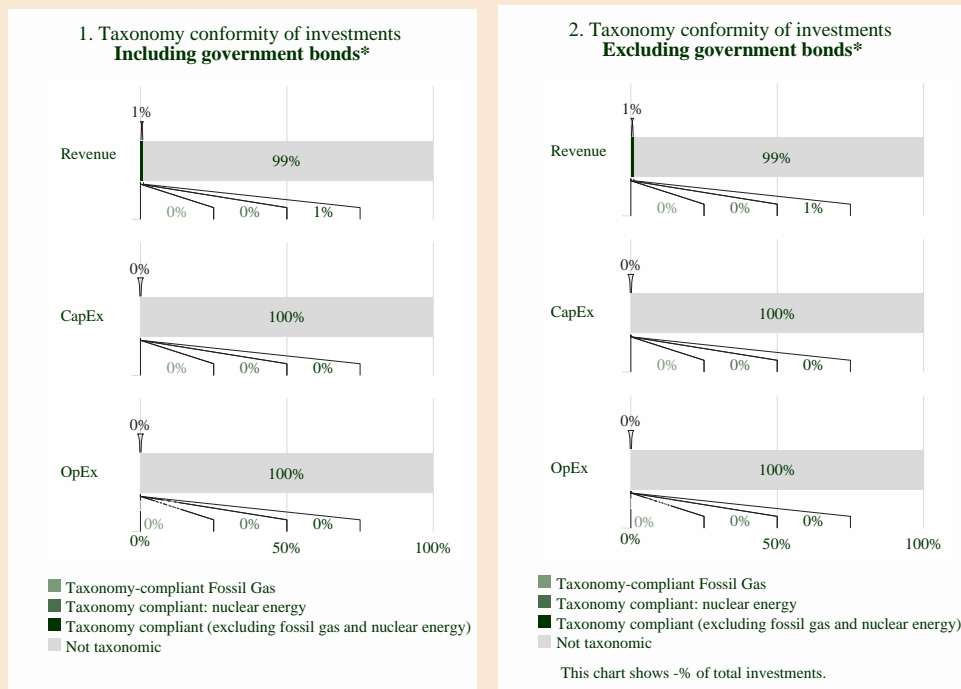 1. Taxonomy conformity of investments
Including government bonds*
1%
Revenue
99%
0%
0%
1%
0%
CapEx
100%
0%
0%
0%
0%
OpEx
100%
0%
0%
0%
0%
50%
100%
Taxonomy-compliant Fossil Gas
Taxonomy compliant: nuclear energy
Taxonomy compliant (excluding fossil gas and nuclear energy)
Not taxonomic
2. Taxonomy conformity of investments
Excluding government bonds*
1%
Revenue
99%
0%
0%
1%
0%
CapEx
100%
0%
0%
0%
0%
OpEx
100%
0%
0%
0%
0%
50%
100%
Taxonomy-compliant Fossil Gas
Taxonomy compliant: nuclear energy
Taxonomy compliant (excluding fossil gas and nuclear energy)
Not taxonomic
This chart shows -% of total investments.